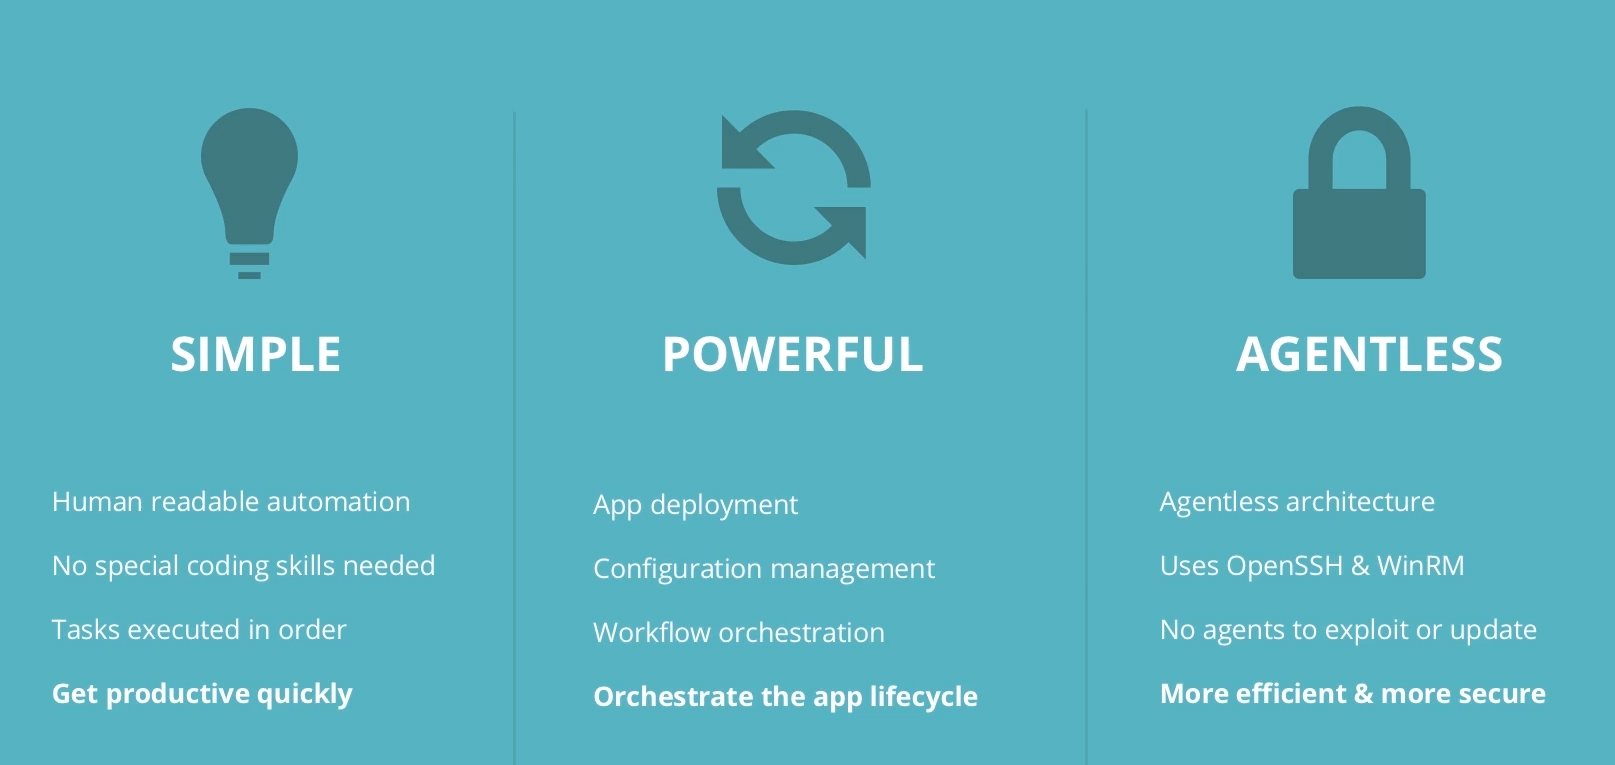 SIMPLE
Human readable automation
No special coding skills needed
Tasks executed in order
Get productive quickly
POWERFUL
App deployment
Configuration management
Workflow orchestration
Orchestrate the app lifecycle
AGENTLESS
Agentless architecture
Uses OpenSSH & WinRM
No agents to exploit or update
More efficient & more secure